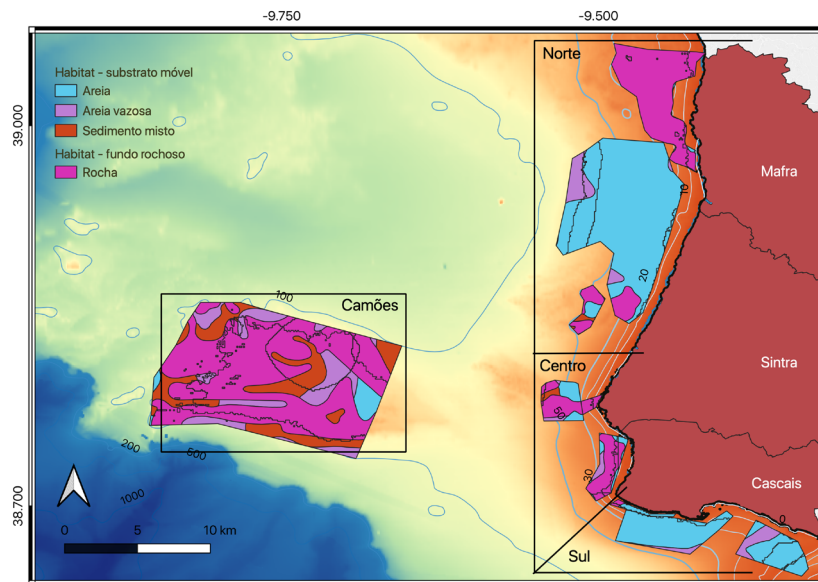 -9.750
-9.500
39.000
38.700
Habitat - substrato móvel
Areia
Areia vazosa
Sedimento misto
Habitat - fundo rochoso
Rocha
Norte
Mafra
10
20
100
Camões
Centro
Sintra
50
30
Cascais
0
Sul
200
500
1000
0 5 10 km